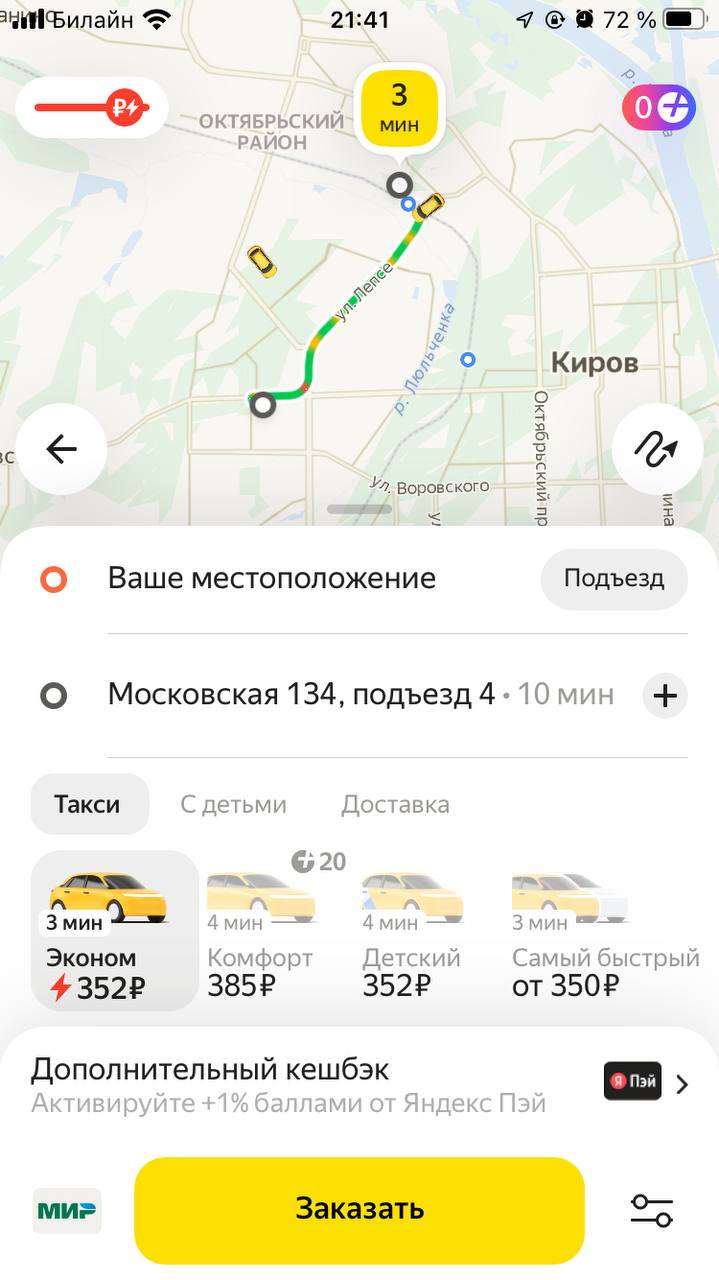 Билайн
21:41
72 %
р.
3
мин
0
ОКТЯБРЬСКИЙ
РАЙОН
ул. Лепсе
р. Люльченка
Киров
Октябрьский пр
ул. Воровского
Ваше местоположение
Подъезд
Московская 134, подъезд 4 • 10 мин
Такси
С детьми
Доставка
20
3 мин
Эконом
352₽
4 мин
Комфорт
385₽
4 мин
Детский
352₽
3 мин
Самый быстрый
от 350₽
Дополнительный кешбэк
Активируйте +1% баллами от Яндекс Пэй
Я Пэй
МИР
Заказать